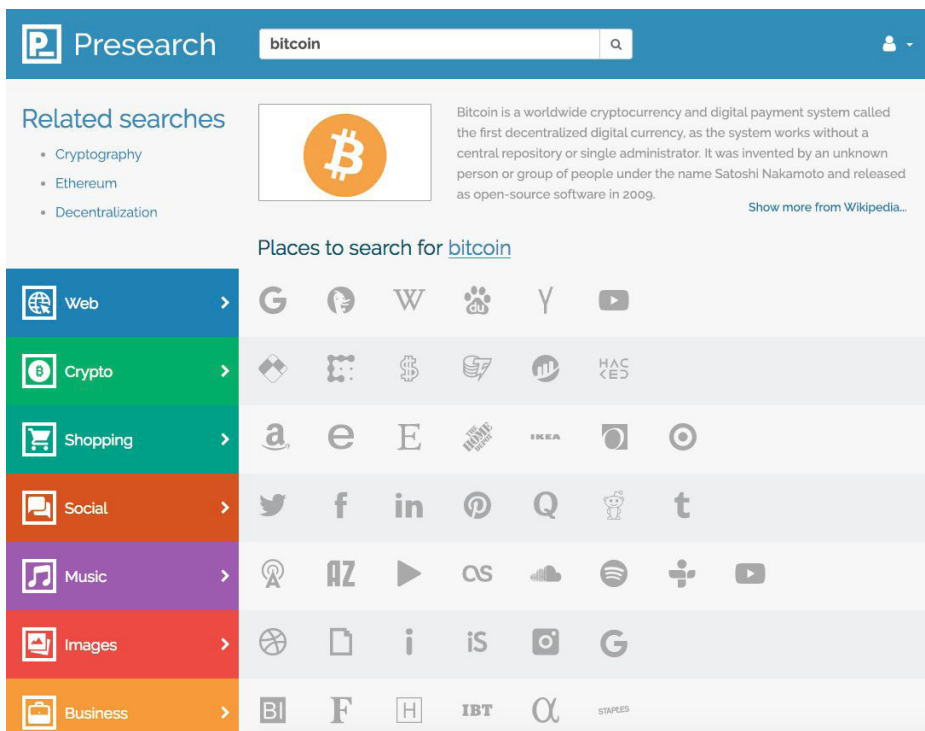 Presearch
bitcoin
Related searches
Cryptography
Ethereum
Decentralization
Bitcoin is a worldwide cryptocurrency and digital payment system called
the first decentralized digital currency, as the system works without a
central repository or single administrator. It was invented by an unknown
person or group of people under the name Satoshi Nakamoto and released
as open-source software in 2009.
Show more from Wikipedia...
Places to search for bitcoin
Web
G W du Y
Crypto
HAC
KED
Shopping
a e E THE HOME DEPOT IKEA O
Social
f in Q t
Music
AZ
Images
i iS G
Business
BI F H IBT α STAPLES